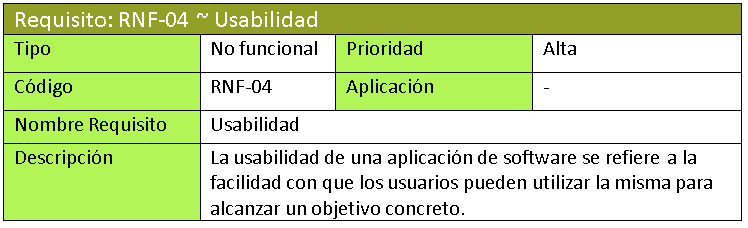 Requisito: RNF-04 ~ Usabilidad
Tipo No funcional Prioridad Alta
Código RNF-04 Aplicación -
Nombre Requisito Usabilidad
Descripción La usabilidad de una aplicación de software se refiere a la
facilidad con que los usuarios pueden utilizar la misma para
alcanzar un objetivo concreto.